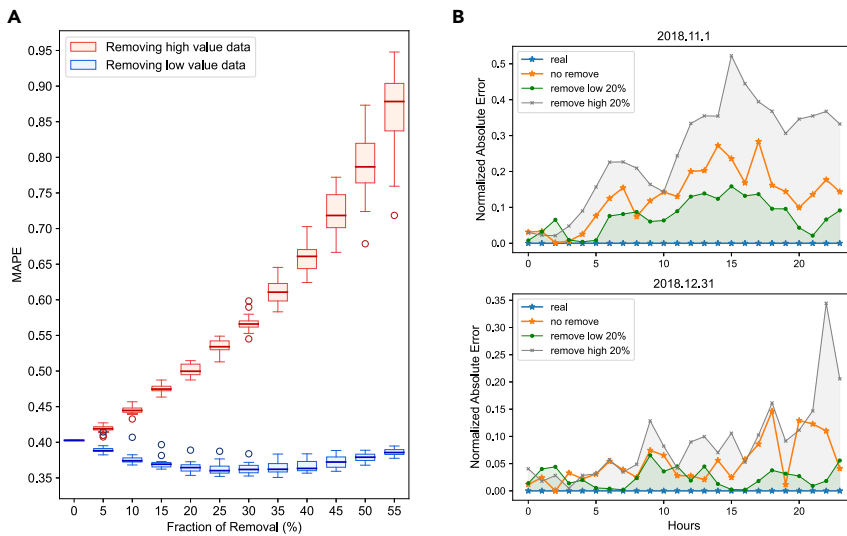 A
Removing high value data
Removing low value data
0.95
0.90
0.85
0.80
0.75
0.70
0.65
0.60
0.55
0.50
0.45
0.40
0.35
MAPE
0 5 10 15 20 25 30 35 40 45 50 55
Fraction of Removal (%)
B
2018.11.1
real
no remove
remove low 20%
remove high 20%
0.5
0.4
0.3
0.2
0.1
0.0
Normalized Absolute Error
0 5 10 15 20
2018.12.31
real
no remove
remove low 20%
remove high 20%
0.35
0.30
0.25
0.20
0.15
0.10
0.05
0.00
Normalized Absolute Error
0 5 10 15 20
Hours